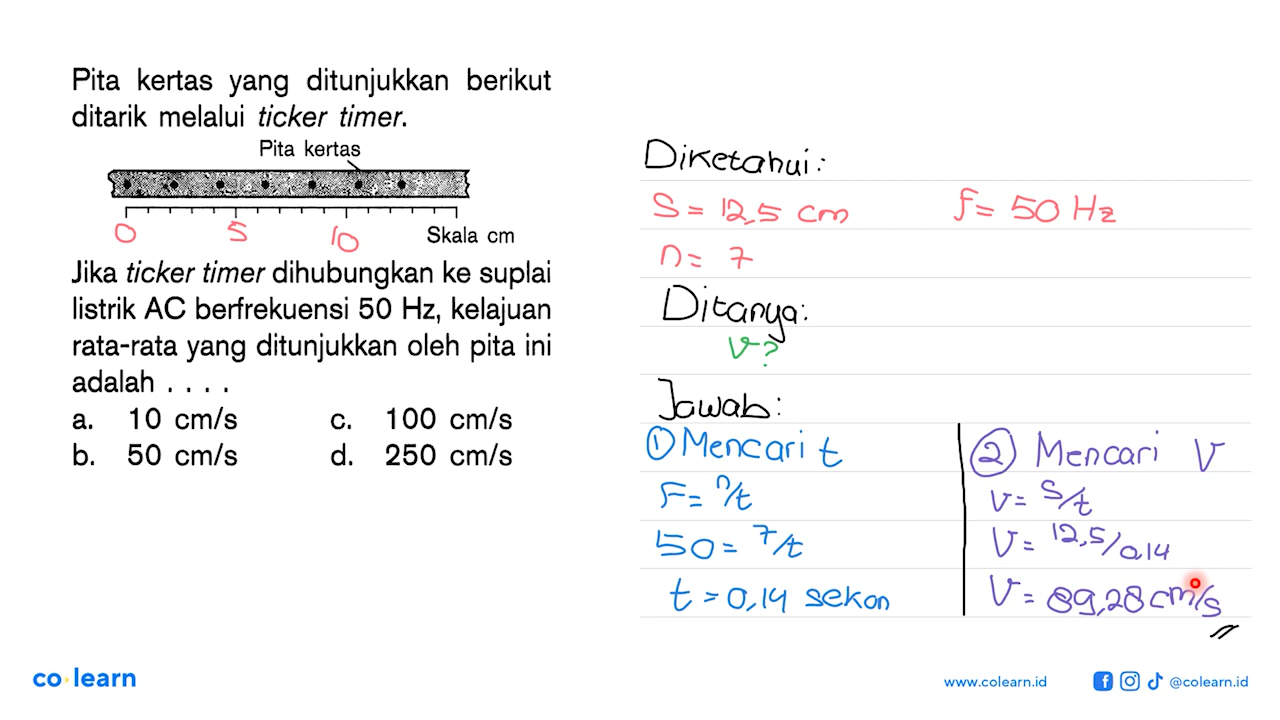 Pita kertas yang ditunjukkan berikut
ditarik melalui ticker timer.
Pita kertas
0 5 10 Skala cm
Jika ticker timer dihubungkan ke suplai
listrik AC berfrekuensi 50 Hz, kelajuan
rata-rata yang ditunjukkan oleh pita ini
adalah . . . .
a. 10 cm/s c. 100 cm/s
b. 50 cm/s d. 250 cm/s
Diketahui:
S = 12,5 cm f = 50 Hz
n = 7
Ditanya:
V?
Jawab:
① Mencari t
F = n/t
50 = 7/t
t = 0,14 sekon
② Mencari V
V = S/t
V = 12,5/0,14
V = 89,28 cm/s
co·learn
www.colearn.id
@colearn.id